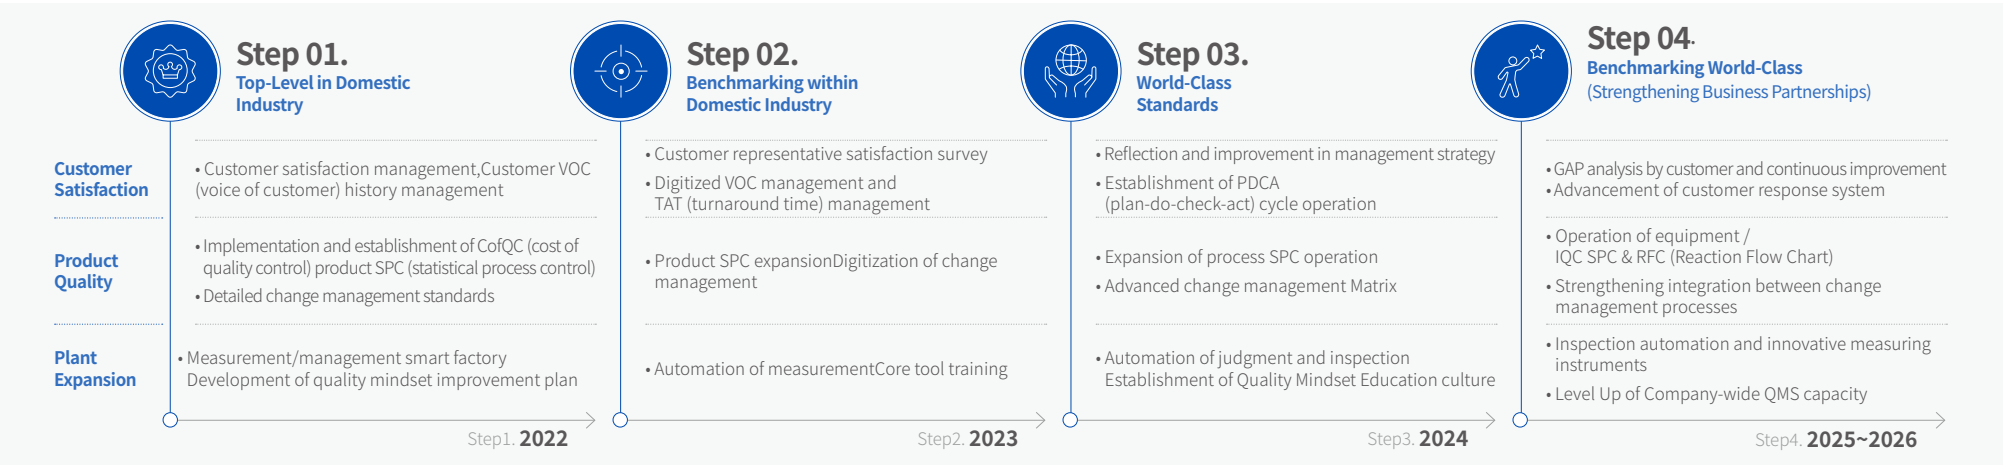 Step 01.
Top-Level in Domestic
Industry
Step 02.
Benchmarking within
Domestic Industry
Step 03.
World-Class
Standards
Step 04.
Benchmarking World-Class
(Strengthening Business Partnerships)
Customer
Satisfaction
• Customer satisfaction management,Customer VOC
(voice of customer) history management
• Customer representative satisfaction survey
• Digitized VOC management and
TAT (turnaround time) management
• Reflection and improvement in management strategy
• Establishment of PDCA
(plan-do-check-act) cycle operation
• GAP analysis by customer and continuous improvement
• Advancement of customer response system
Product
Quality
• Implementation and establishment of CofQC (cost of
quality control) product SPC (statistical process control)
• Detailed change management standards
• Product SPC expansionDigitization of change
management
• Expansion of process SPC operation
• Advanced change management Matrix
• Operation of equipment /
IQC SPC & RFC (Reaction Flow Chart)
• Strengthening integration between change
management processes
Plant
Expansion
• Measurement/management smart factory
Development of quality mindset improvement plan
• Automation of measurementCore tool training
• Automation of judgment and inspection
Establishment of Quality Mindset Education culture
• Inspection automation and innovative measuring
instruments
• Level Up of Company-wide QMS capacity
Step1. 2022
Step2. 2023
Step3. 2024
Step4. 2025~2026